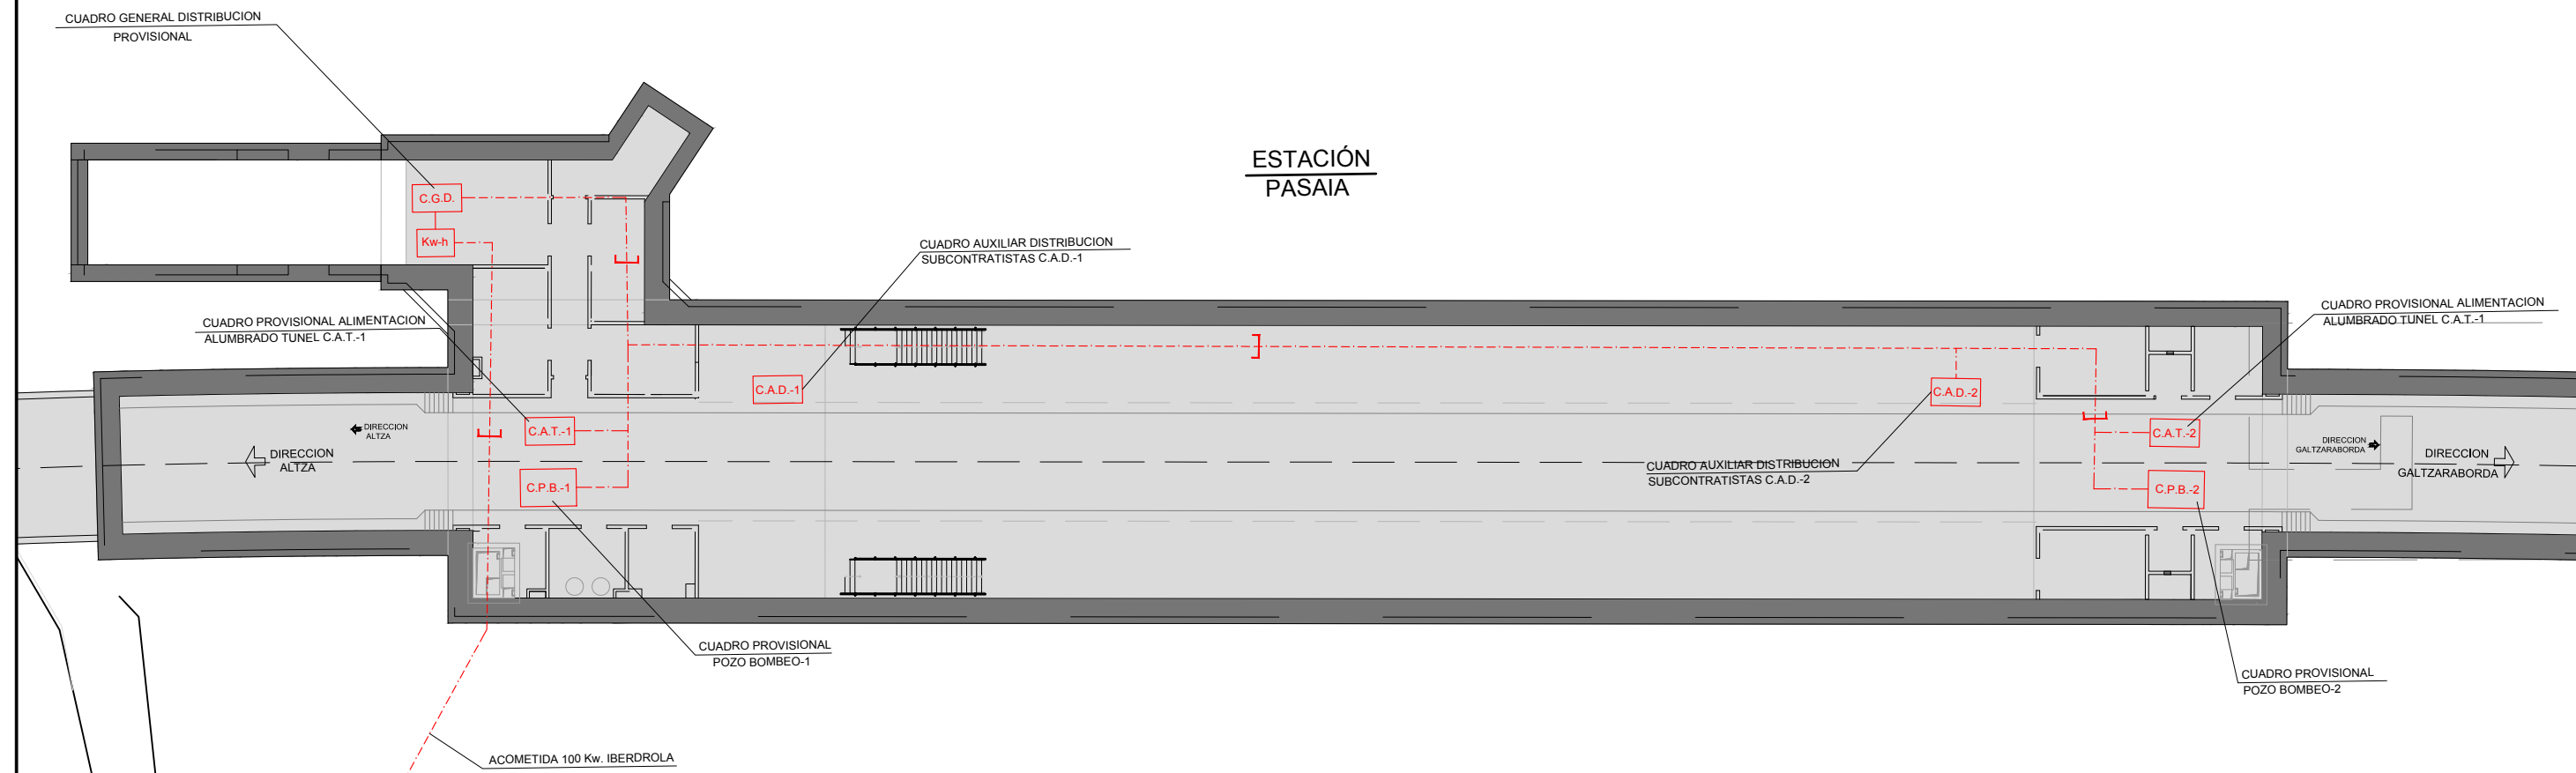 CUADRO GENERAL DISTRIBUCION
PROVISIONAL
ESTACIÓN
PASAIA
C.G.D.
Kw-h
CUADRO AUXILIAR DISTRIBUCION
SUBCONTRATISTAS C.A.D.-1
CUADRO PROVISIONAL ALIMENTACION
ALUMBRADO TUNEL C.A.T.-1
CUADRO PROVISIONAL ALIMENTACION
ALUMBRADO TUNEL C.A.T.-1
C.A.D.-1
C.A.D.-2
C.A.T.-1
C.A.T.-2
DIRECCION
ALTZA
DIRECCION
ALTZA
DIRECCION
GALTZARABORDA
DIRECCION
GALTZARABORDA
CUADRO AUXILIAR DISTRIBUCION
SUBCONTRATISTAS C.A.D.-2
C.P.B.-1
C.P.B.-2
CUADRO PROVISIONAL
POZO BOMBEO-1
CUADRO PROVISIONAL
POZO BOMBEO-2
ACOMETIDA 100 Kw. IBERDROLA